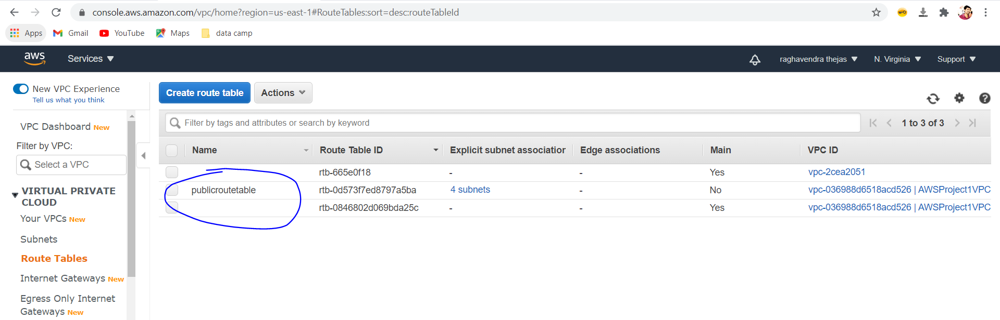 console.aws.amazon.com/vpc/home?region=us-east-1#RouteTables:sort=desc:routeTableId
Apps Gmail YouTube Maps data camp
aws Services raghavendra thejas N. Virginia Support
New VPC Experience
Tell us what you think
Create route table Actions
VPC Dashboard New
Filter by VPC:
Select a VPC
VIRTUAL PRIVATE
CLOUD
Your VPCs New
Subnets
Route Tables
Internet Gateways New
Egress Only Internet
Gateways New
Filter by tags and attributes or search by keyword 1 to 3 of 3
Name Route Table ID Explicit subnet association Edge associations Main VPC ID
rtb-665e0f18 - - Yes vpc-2cea2051
publicroutetable rtb-0d573f7ed8797a5ba 4 subnets - No vpc-036988d6518acd526 | AWSProject1VPC
rtb-0846802d069bda25c - - Yes vpc-036988d6518acd526 | AWSProject1VPC